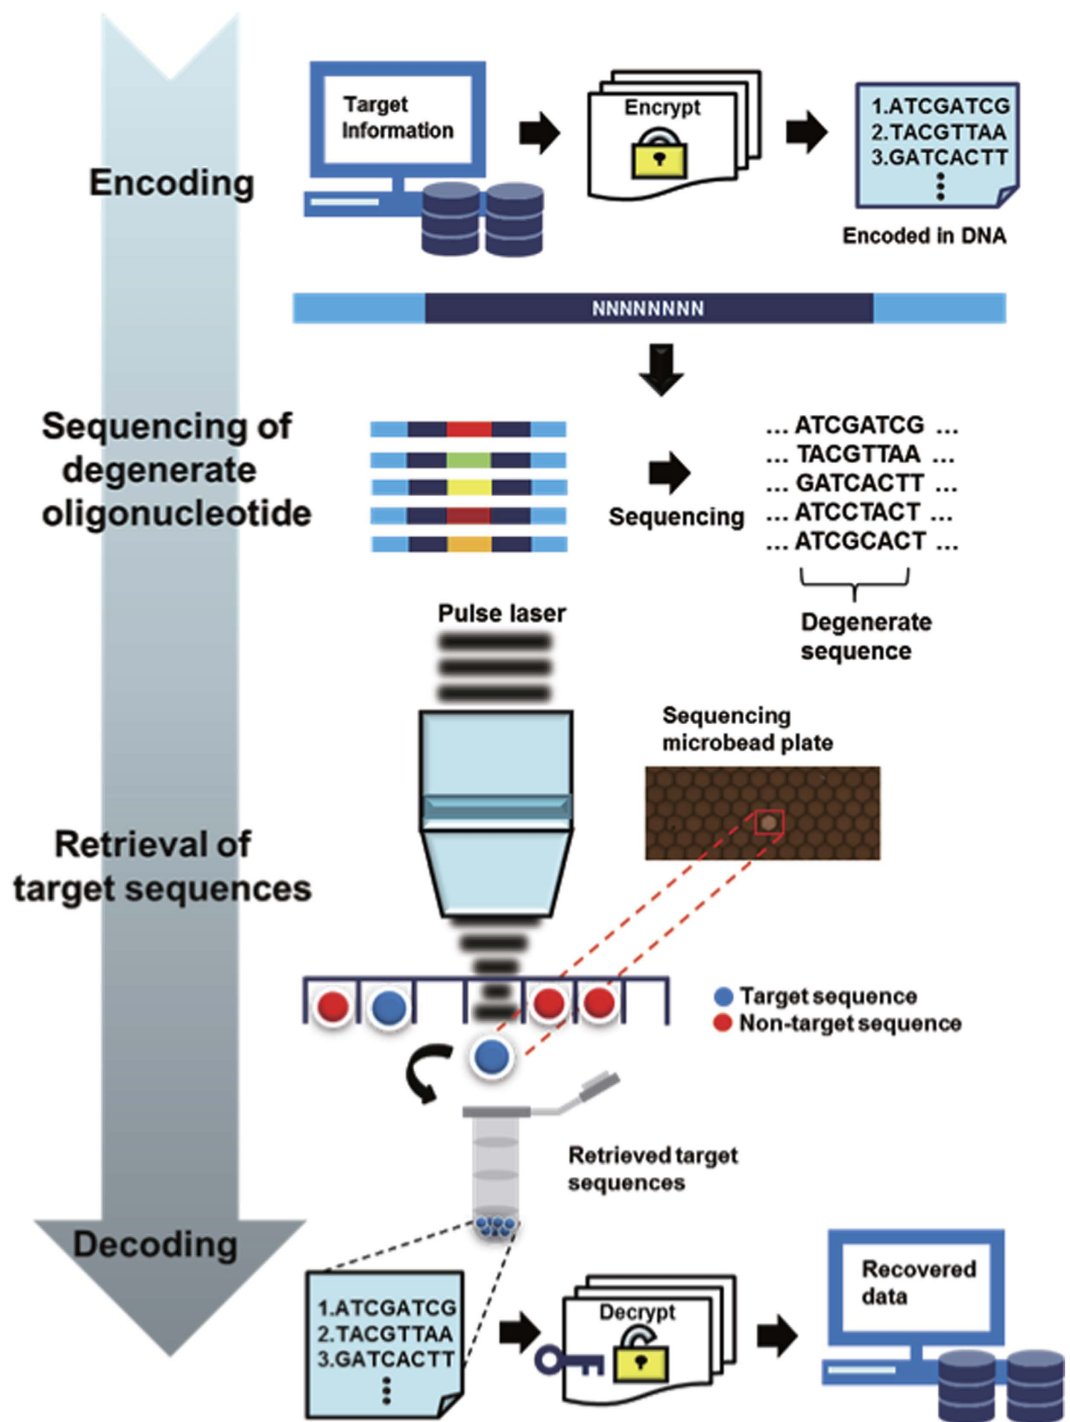 Target
Information
Encrypt
1.ATCGATCG
2.TACGTTAA
3.GATCACTT
Encoding
Encoded in DNA
NNNNNNNN
Sequencing of
degenerate
oligonucleotide
Sequencing
... ATCGATCG ...
... TACGTTAA ...
... GATCACTT ...
... ATCCTACT ...
... ATCGCACT ...
Degenerate
sequence
Pulse laser
Sequencing
microbead plate
Retrieval of
target sequences
Target sequence
Non-target sequence
Retrieved target
sequences
Decoding
1.ATCGATCG
2.TACGTTAA
3.GATCACTT
Decrypt
Recovered
data